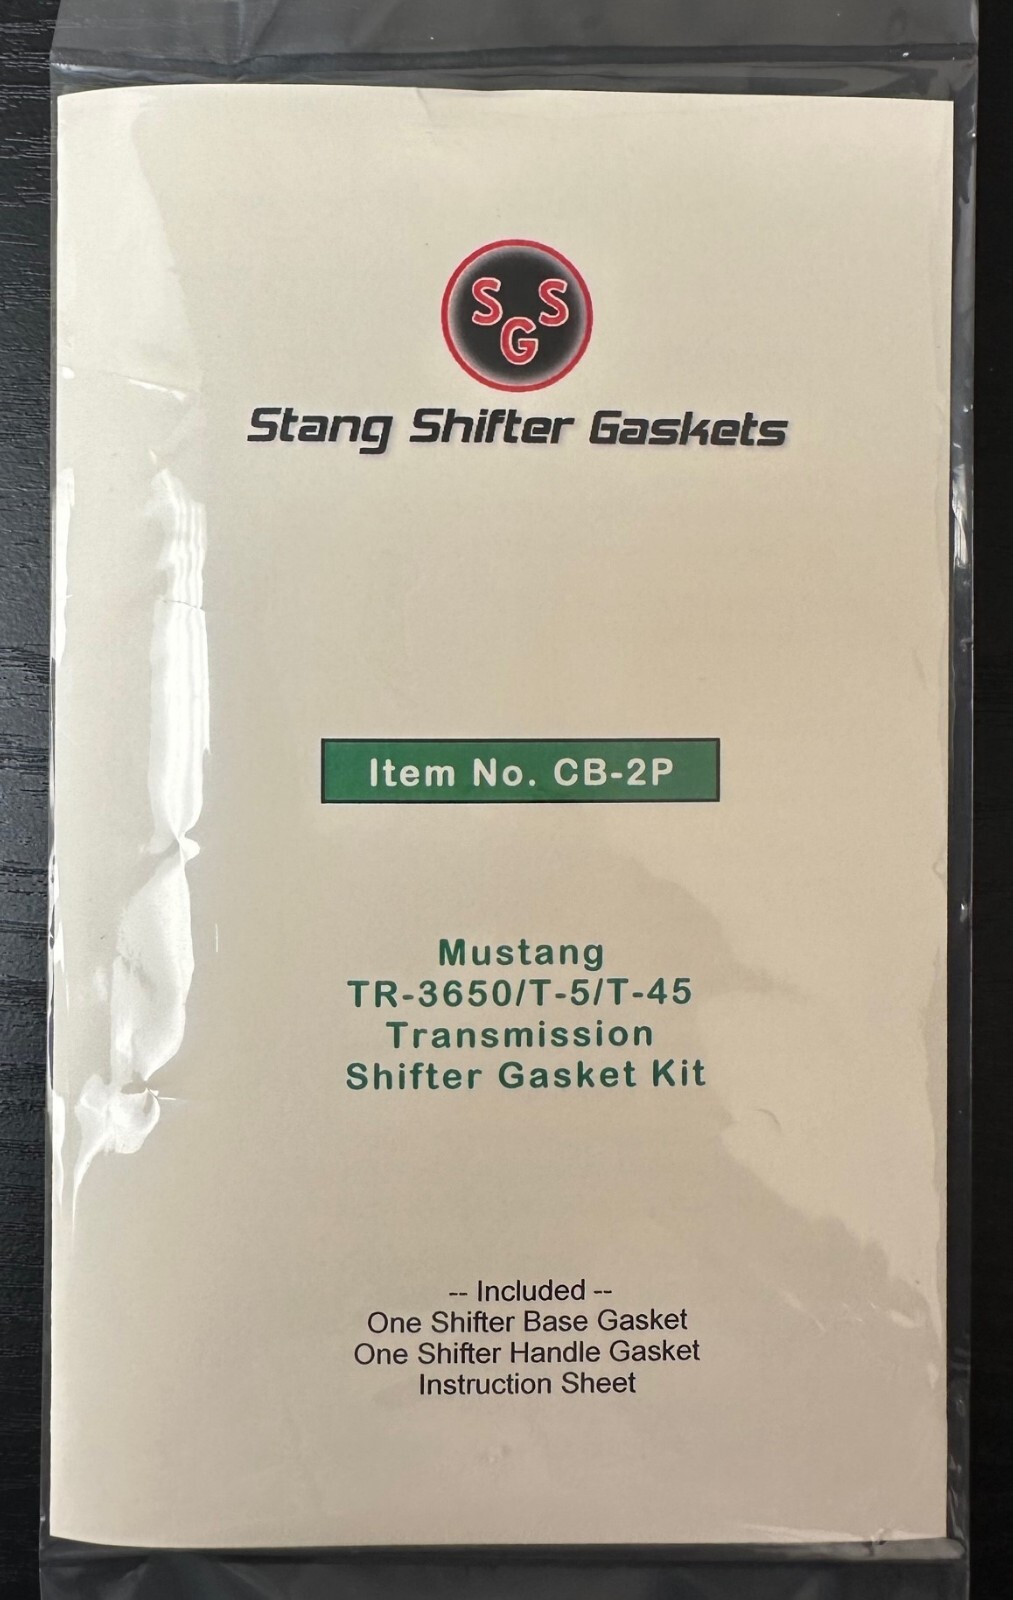 S G S
Stang Shifter Gaskets
Item No. CB-2P
Mustang
TR-3650/T-5/T-45
Transmission
Shifter Gasket Kit
-- Included --
One Shifter Base Gasket
One Shifter Handle Gasket
Instruction Sheet